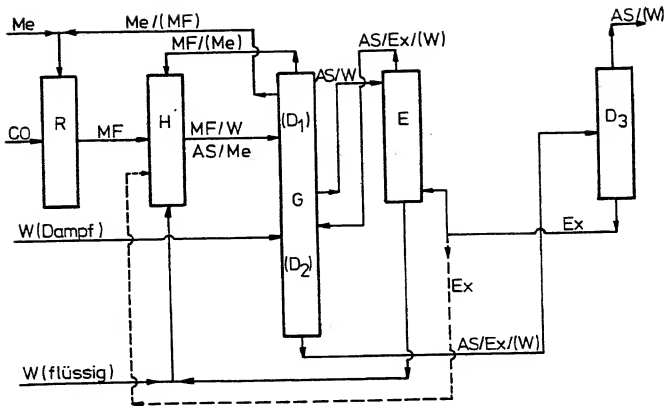 Me
Me/(MF)
MF/(Me)
AS/Ex/(W)
AS/(W)
AS/W
R
H
(D1)
E
D3
CO
MF
MF/W
AS/Me
G
W(Dampf)
(D2)
Ex
Ex
AS/Ex/(W)
W(flüssig)